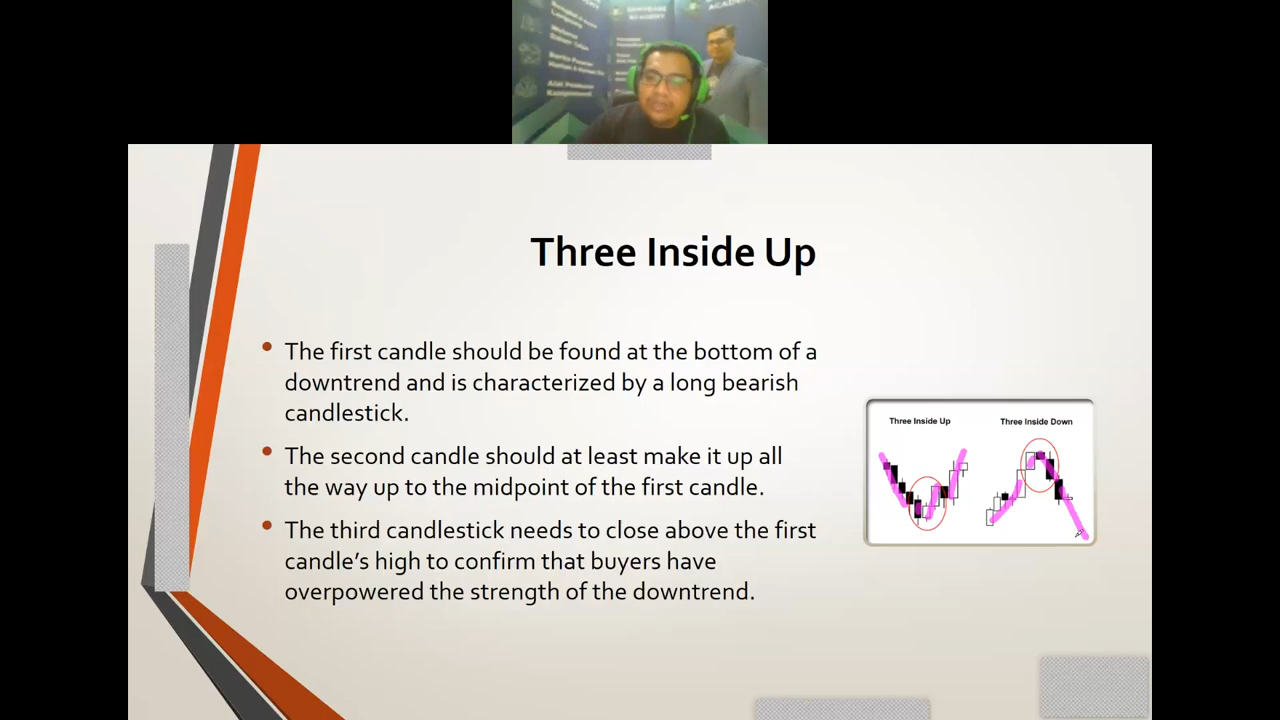 ACADEMY
Three Inside Up
• The first candle should be found at the bottom of a
downtrend and is characterized by a long bearish
candlestick.
• The second candle should at least make it up all
the way up to the midpoint of the first candle.
• The third candlestick needs to close above the first
candle's high to confirm that buyers have
overpowered the strength of the downtrend.
Three Inside Up
Three Inside Down